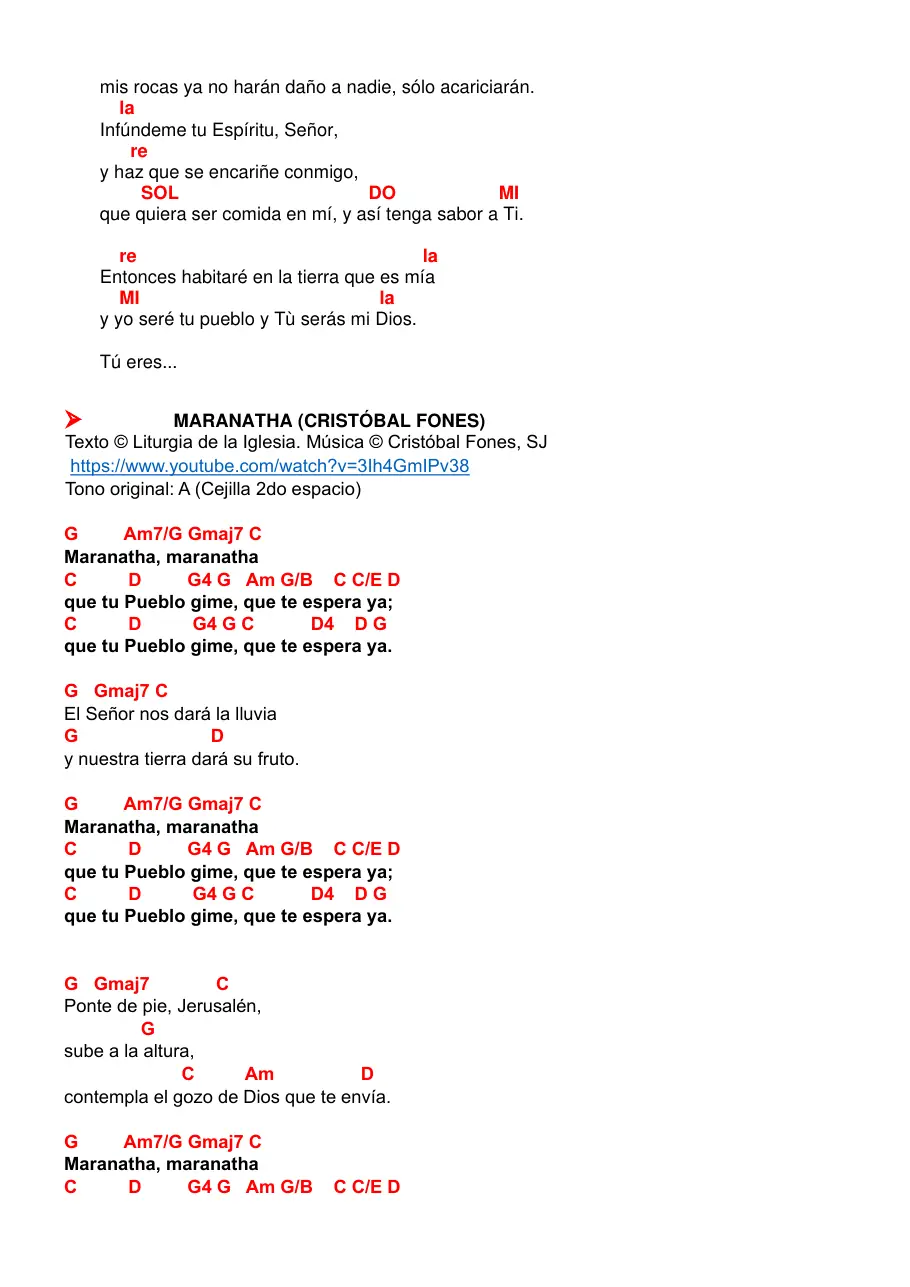 mis rocas ya no harán daño a nadie, sólo acariciarán.
la
Infúndeme tu Espíritu, Señor,
re
y haz que se encariñe conmigo,
SOL DO MI
que quiera ser comida en mí, y así tenga sabor a Ti.
re la
Entonces habitaré en la tierra que es mía
MI la
y yo seré tu pueblo y Tù serás mi Dios.
Tú eres...
➢ MARANATHA (CRISTÓBAL FONES)
Texto © Liturgia de la Iglesia. Música © Cristóbal Fones, SJ
https://www.youtube.com/watch?v=3Ih4GmIPv38
Tono original: A (Cejilla 2do espacio)
G Am7/G Gmaj7 C
Maranatha, maranatha
C D G4 G Am G/B C C/E D
que tu Pueblo gime, que te espera ya;
C D G4 G C D4 D G
que tu Pueblo gime, que te espera ya.
G Gmaj7 C
El Señor nos dará la lluvia
G D
y nuestra tierra dará su fruto.
G Am7/G Gmaj7 C
Maranatha, maranatha
C D G4 G Am G/B C C/E D
que tu Pueblo gime, que te espera ya;
C D G4 G C D4 D G
que tu Pueblo gime, que te espera ya.
G Gmaj7 C
Ponte de pie, Jerusalén,
G
sube a la altura,
C Am D
contempla el gozo de Dios que te envía.
G Am7/G Gmaj7 C
Maranatha, maranatha
C D G4 G Am G/B C C/E D